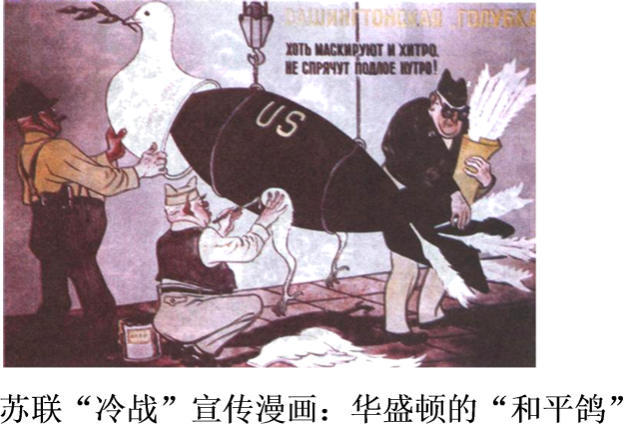 ВАШИНГТОНСКАЯ „ГОЛУБКА"
ХОТЬ МАСКИРУЮТ И ХИТРО,
НЕ СПРЯЧУТ ПОДЛОЕ НУТРО!
US
苏联“冷战”宣传漫画：华盛顿的“和平鸽”